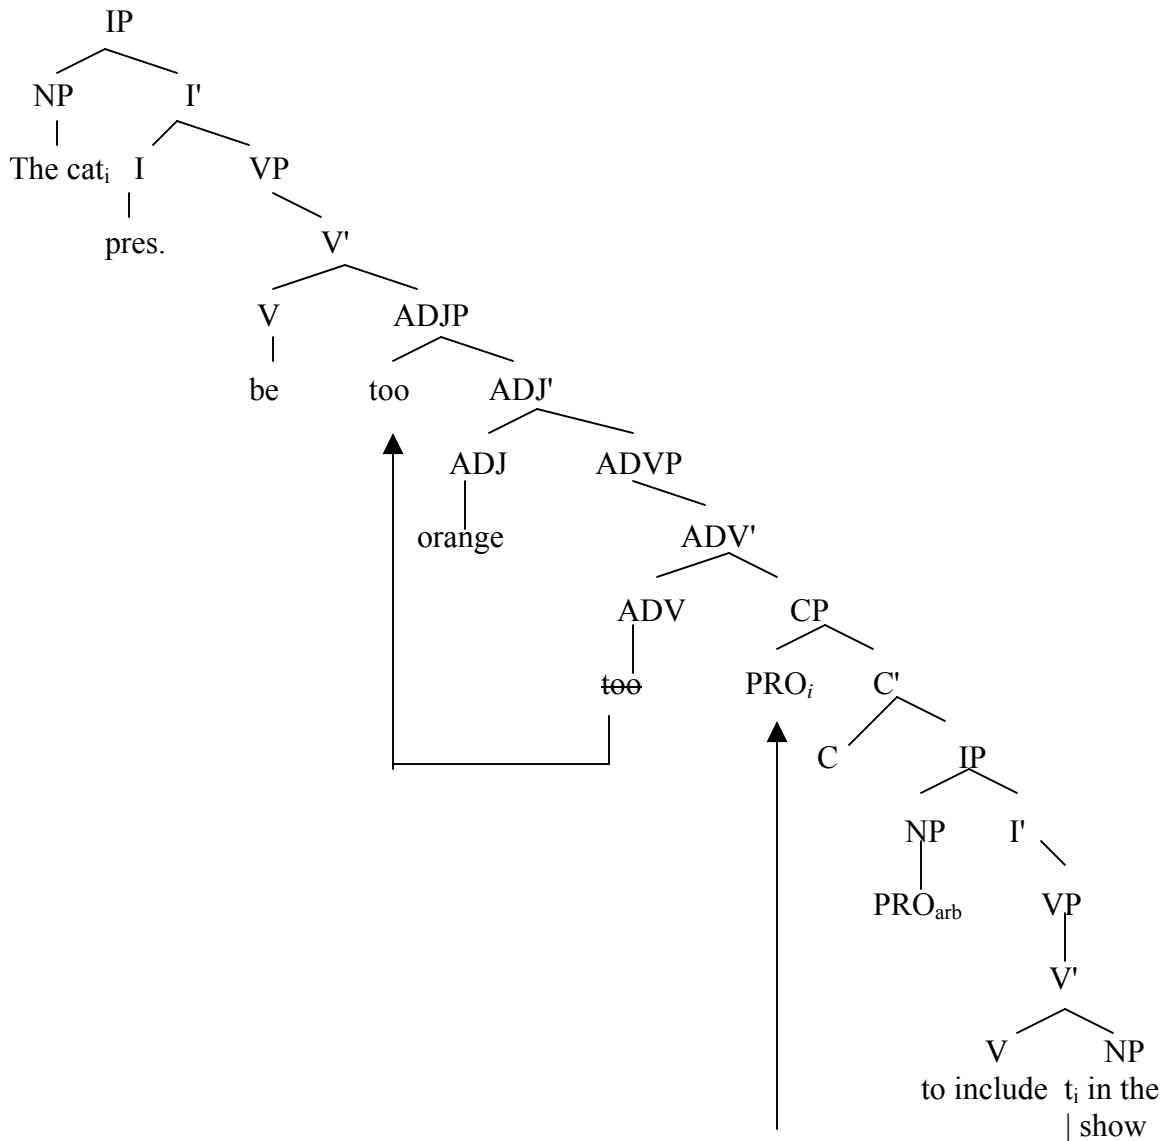 IP
NP I'
The catᵢ I VP
pres. V'
V ADJP
be too ADJ'
ADJ ADVP
orange ADV'
ADV CP
too PROᵢ C'
C IP
NP I'
PROarb VP
V'
V NP
to include tᵢ in the
| show